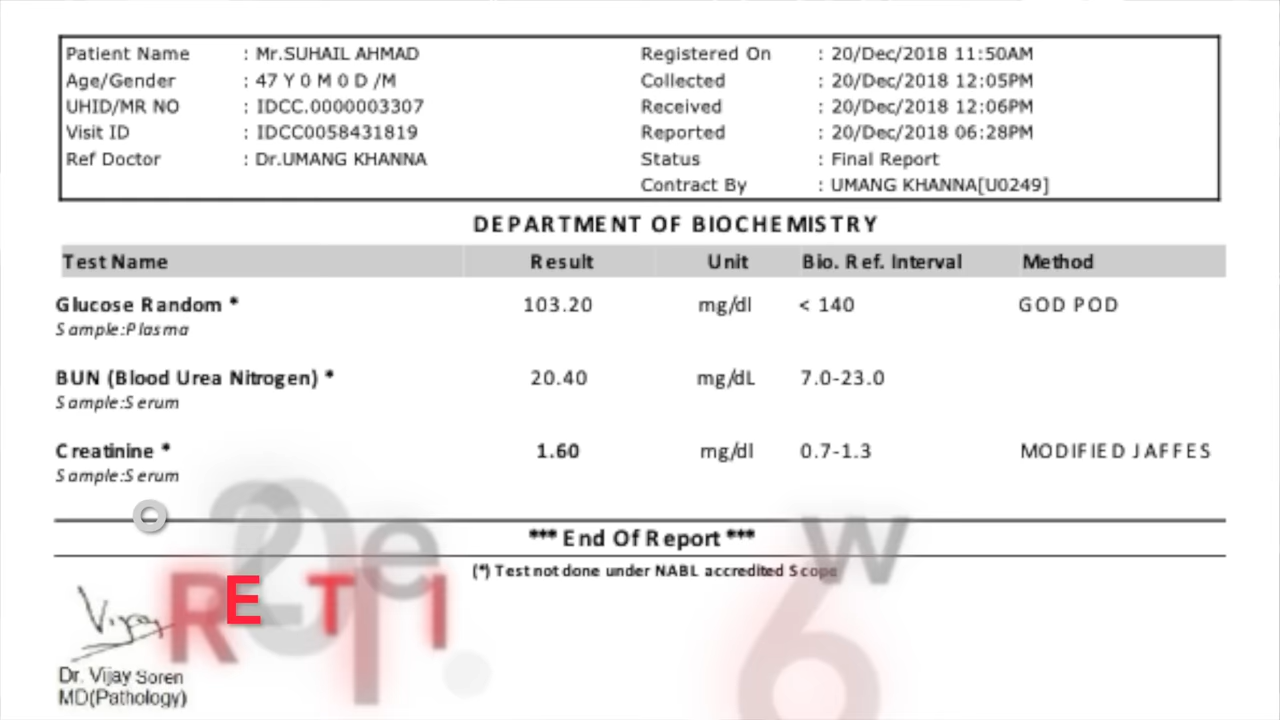 Patient Name : Mr.SUHAIL AHMAD Registered On : 20/Dec/2018 11:50AM
Age/Gender : 47 Y 0 M 0 D /M Collected : 20/Dec/2018 12:05PM
UHID/MR NO : IDCC.0000003307 Received : 20/Dec/2018 12:06PM
Visit ID : IDCC0058431819 Reported : 20/Dec/2018 06:28PM
Ref Doctor : Dr.UMANG KHANNA Status : Final Report
Contract By : UMANG KHANNA[U0249]
DEPARTMENT OF BIOCHEMISTRY
Test Name Result Unit Bio. Ref. Interval Method
Glucose Random * 103.20 mg/dl < 140 GOD POD
Sample:Plasma
BUN (Blood Urea Nitrogen) * 20.40 mg/dL 7.0-23.0
Sample:Serum
Creatinine * 1.60 mg/dl 0.7-1.3 MODIFIED JAFFES
Sample:Serum
*** End Of Report ***
(*) Test not done under NABL accredited Scope
Vijay
Dr. Vijay Soren
MD(Pathology)